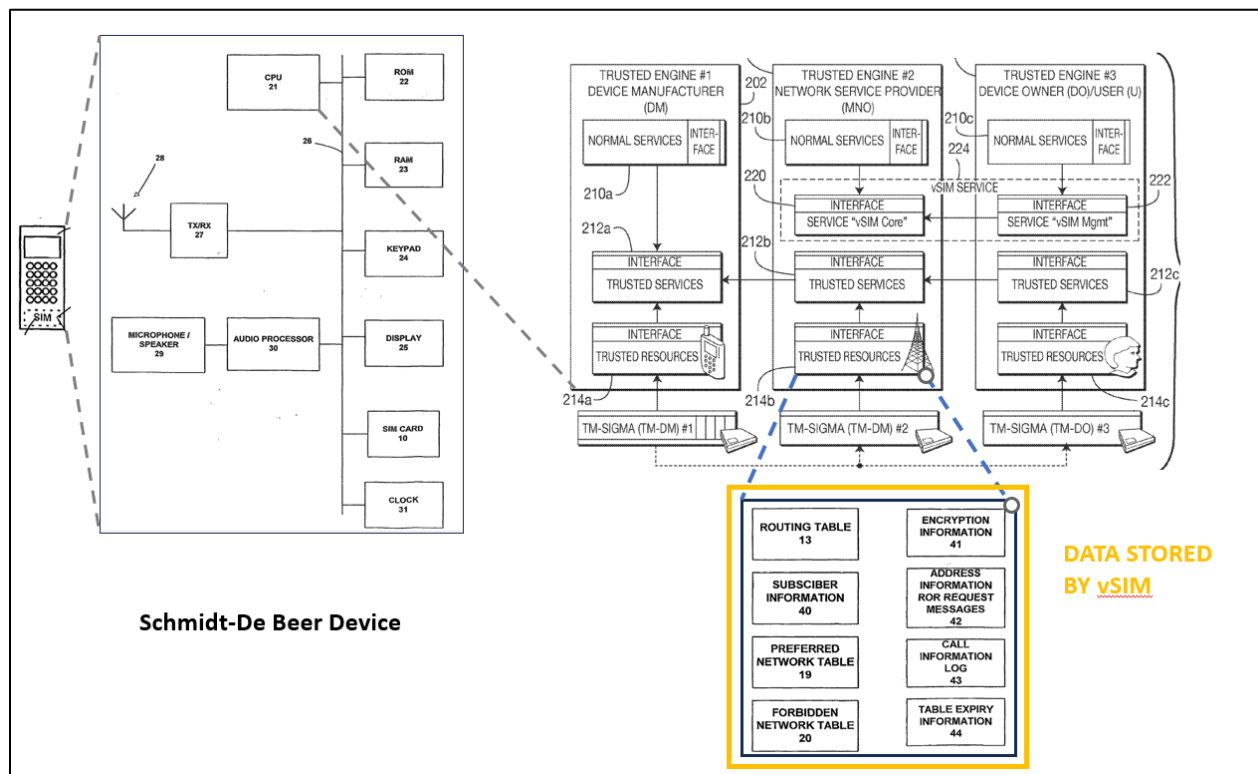 CPU
21
ROM
22
26
28
RAM
23
TX/RX
27
KEYPAD
24
SIM
MICROPHONE /
SPEAKER
29
AUDIO PROCESSOR
30
DISPLAY
25
SIM CARD
10
CLOCK
31
Schmidt-De Beer Device
TRUSTED ENGINE #1
DEVICE MANUFACTURER
(DM)
202
TRUSTED ENGINE #2
NETWORK SERVICE PROVIDER
(MNO)
TRUSTED ENGINE #3
DEVICE OWNER (DO)/USER (U)
210b
210c
NORMAL SERVICES
INTER-
FACE
NORMAL SERVICES
INTER-
FACE
NORMAL SERVICES
INTER-
FACE
210a
224
vSIM SERVICE
220
222
INTERFACE
SERVICE "vSIM Core"
INTERFACE
SERVICE "vSIM Mgmt"
212a
212b
212c
INTERFACE
TRUSTED SERVICES
INTERFACE
TRUSTED SERVICES
INTERFACE
TRUSTED SERVICES
INTERFACE
TRUSTED RESOURCES
INTERFACE
TRUSTED RESOURCES
INTERFACE
TRUSTED RESOURCES
214a
214b
214c
TM-SIGMA (TM-DM) #1
TM-SIGMA (TM-DM) #2
TM-SIGMA (TM-DO) #3
ROUTING TABLE
13
ENCRYPTION
INFORMATION
41
SUBSCIBER
INFORMATION
40
ADDRESS
INFORMATION
ROR REQUEST
MESSAGES
42
PREFERRED
NETWORK TABLE
19
CALL
INFORMATION
LOG
43
FORBIDDEN
NETWORK TABLE
20
TABLE EXPIRY
INFORMATION
44
DATA STORED
BY vSIM